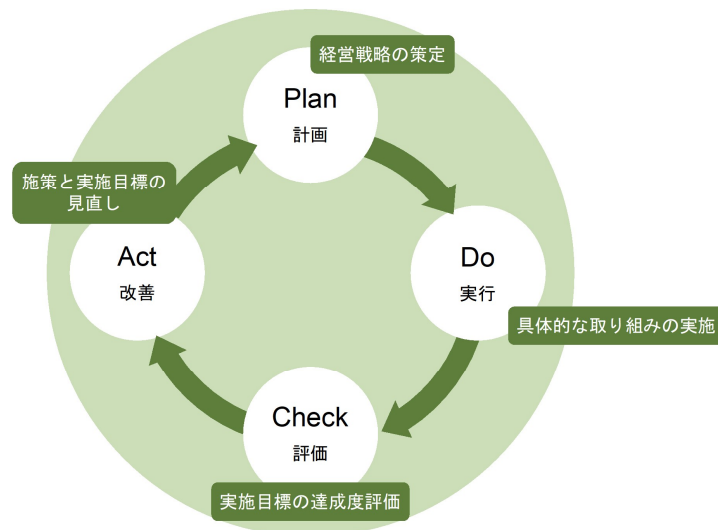 経営戦略の策定
Plan
計画
施策と実施目標の
見直し
Act
改善
Do
実行
具体的な取り組みの実施
Check
評価
実施目標の達成度評価